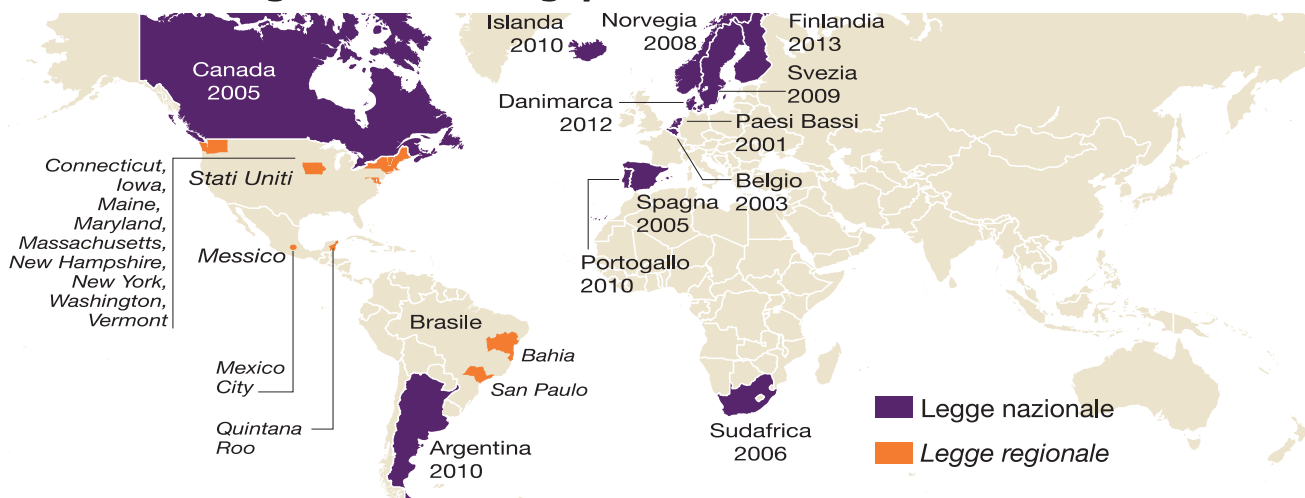 Islanda
2010
Norvegia
2008
Finlandia
2013
Canada
2005
Svezia
2009
Danimarca
2012
Paesi Bassi
2001
Connecticut,
Iowa,
Maine,
Maryland,
Massachusetts,
New Hampshire,
New York,
Washington,
Vermont
Stati Uniti
Belgio
2003
Spagna
2005
Messico
Portogallo
2010
Brasile
Bahia
Mexico
City
San Paulo
Quintana
Roo
Argentina
2010
Sudafrica
2006
Legge nazionale
Legge regionale